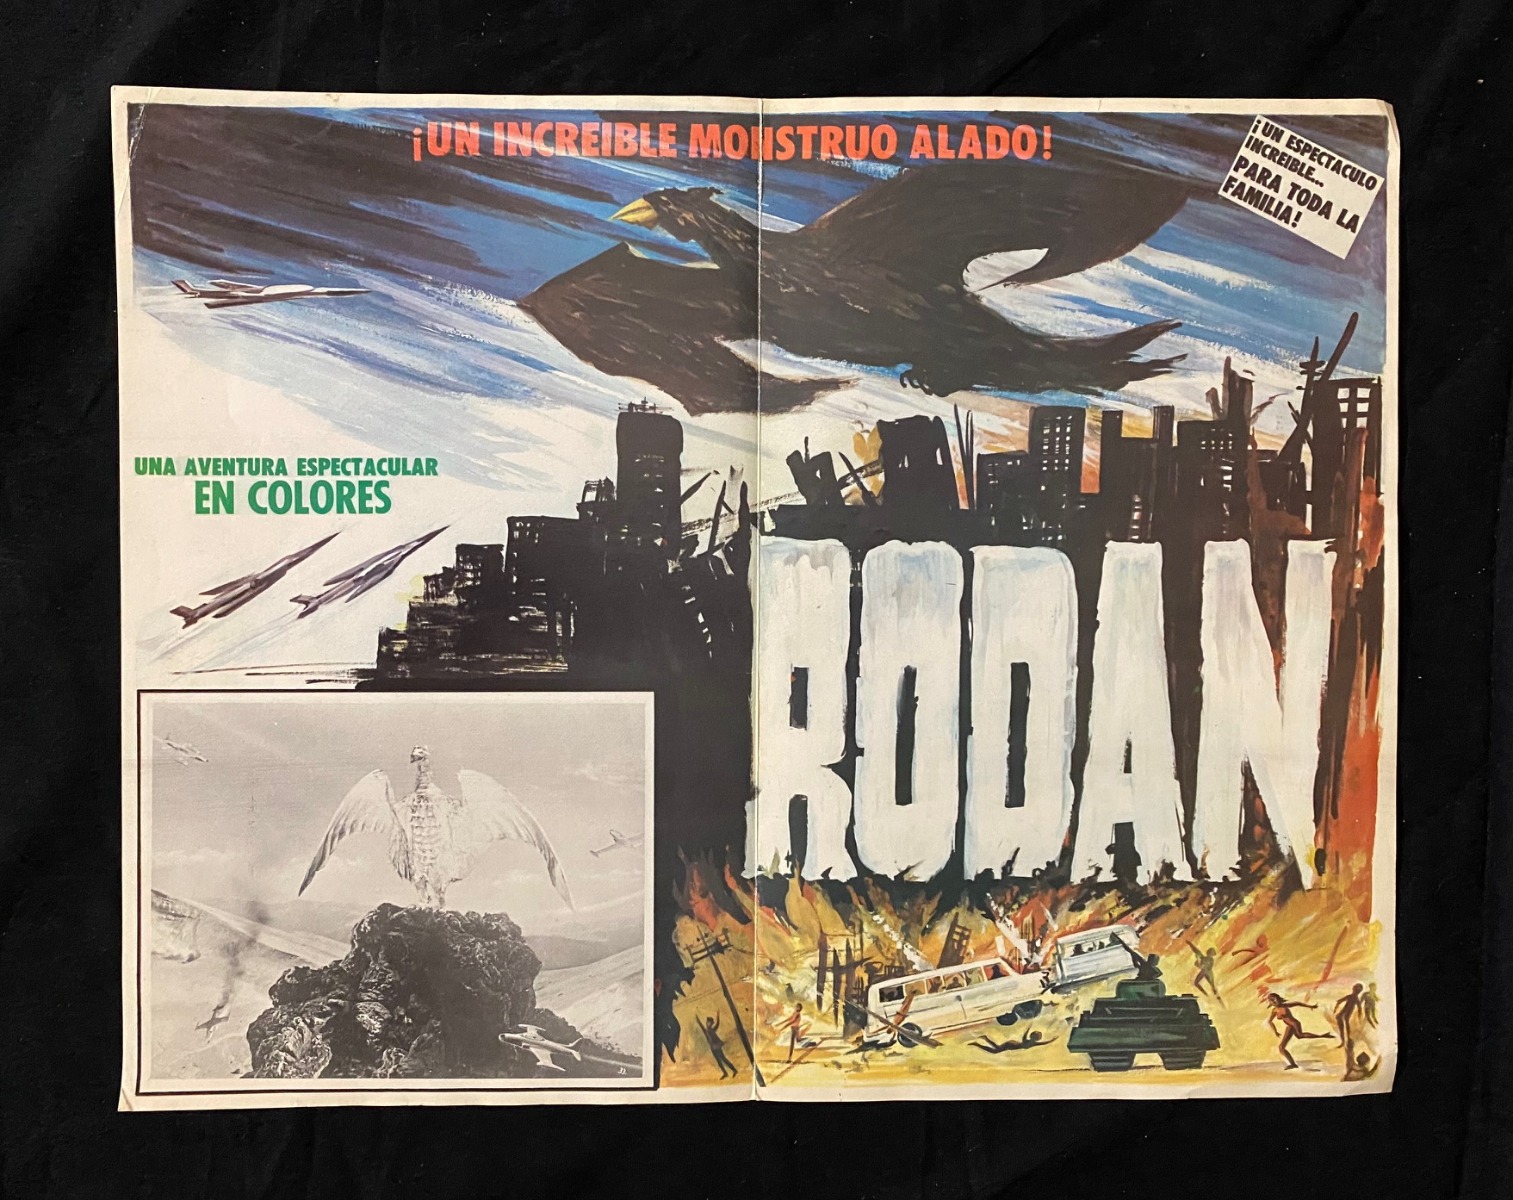 ¡UN INCREIBLE MONSTRUO ALADO!
¡UN ESPECTACULO
INCREIBLE...
PARA TODA LA
FAMILIA!
UNA AVENTURA ESPECTACULAR
EN COLORES
RODAN